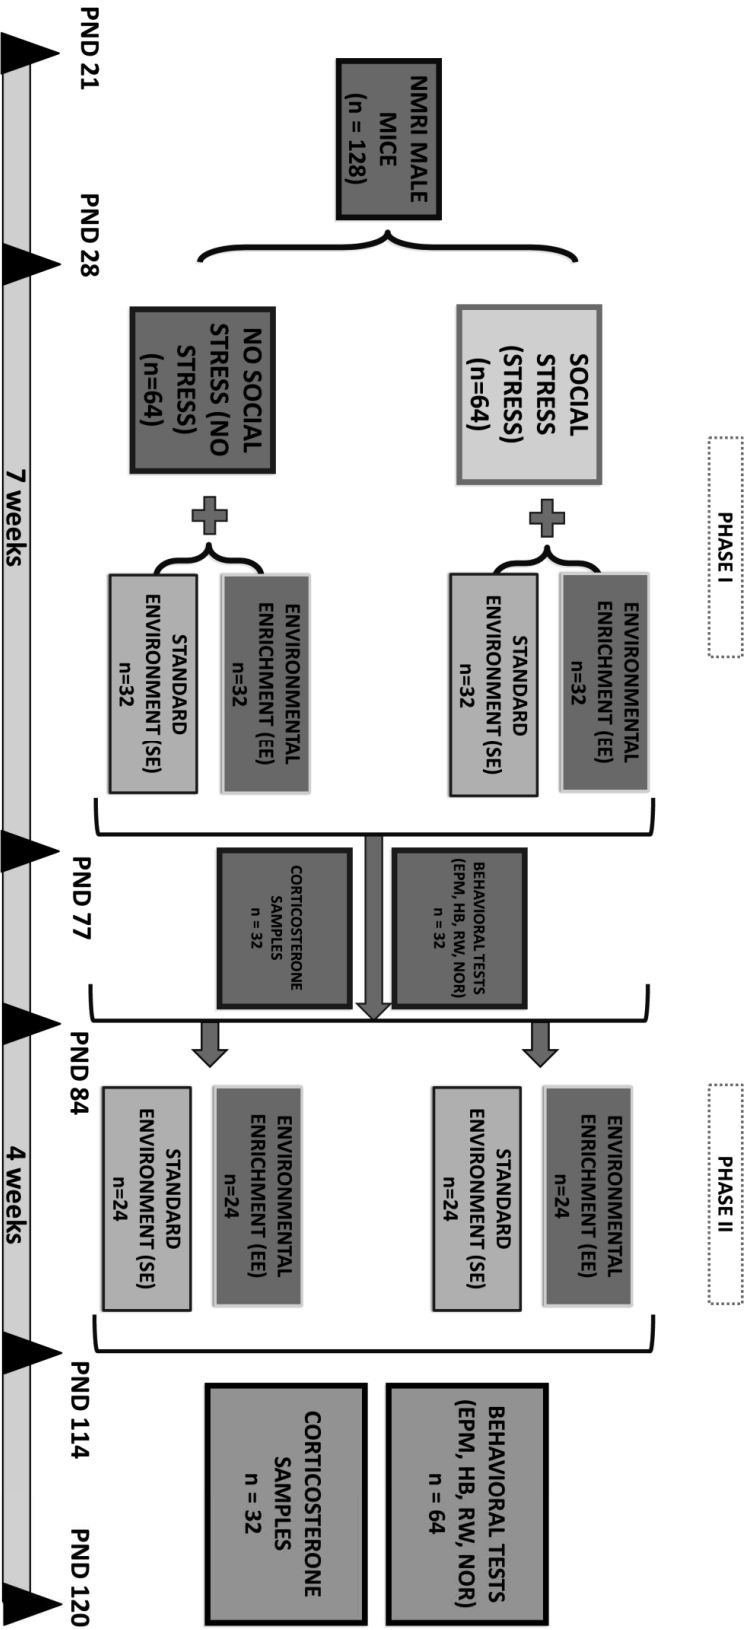 PHASE I
PHASE II
NMRI MALE
MICE
(n = 128)
SOCIAL
STRESS
(STRESS)
(n=64)
NO SOCIAL
STRESS (NO
STRESS)
(n=64)
ENVIRONMENTAL
ENRICHMENT (EE)
n=32
STANDARD
ENVIRONMENT (SE)
n=32
ENVIRONMENTAL
ENRICHMENT (EE)
n=32
STANDARD
ENVIRONMENT (SE)
n=32
BEHAVIORAL TESTS
(EPM, HB, RW, NOR)
n = 32
CORTICOSTERONE
SAMPLES
n = 32
ENVIRONMENTAL
ENRICHMENT (EE)
n=24
STANDARD
ENVIRONMENT (SE)
n=24
ENVIRONMENTAL
ENRICHMENT (EE)
n=24
STANDARD
ENVIRONMENT (SE)
n=24
BEHAVIORAL TESTS
(EPM, HB, RW, NOR)
n = 64
CORTICOSTERONE
SAMPLES
n = 32
PND 21
PND 28
PND 77
PND 84
PND 114
PND 120
7 weeks
4 weeks